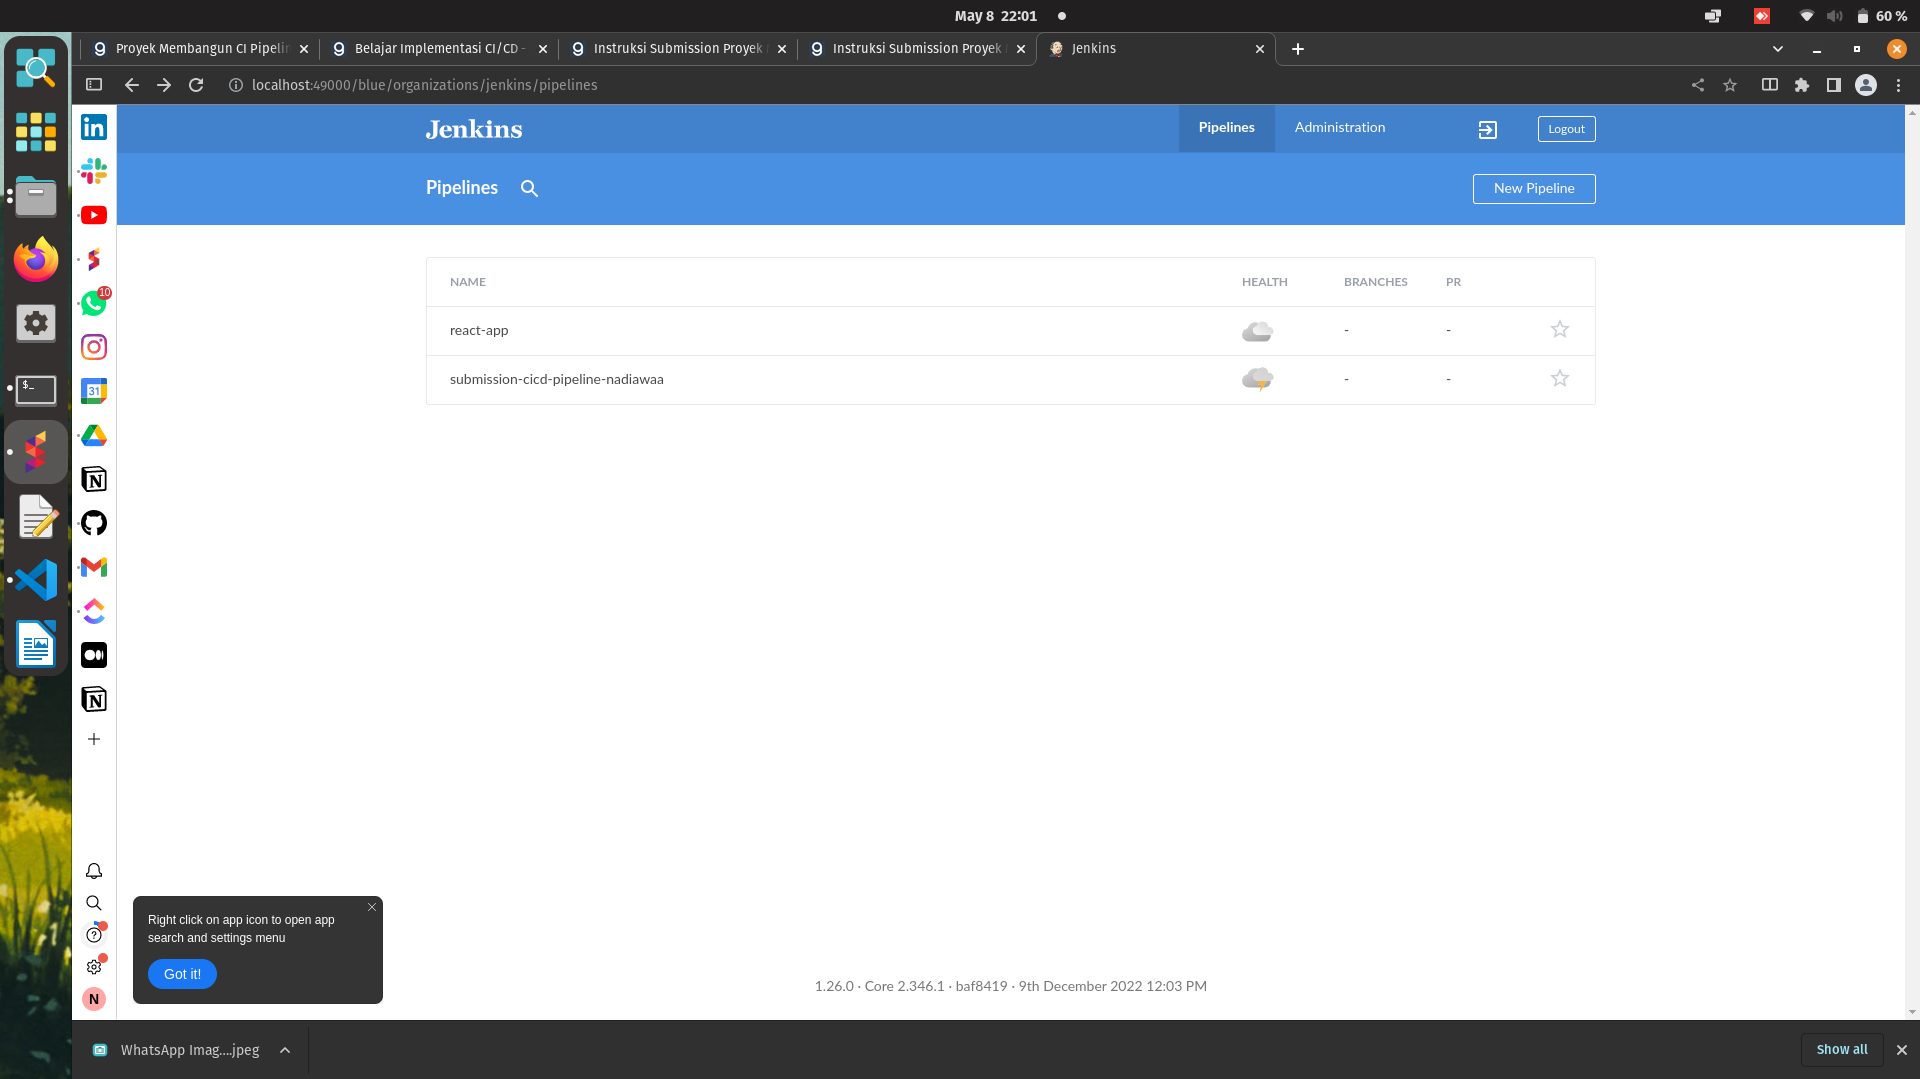 May 8 22:01
60 %
Proyek Membangun CI Pipelin
Belajar Implementasi CI/CD -
Instruksi Submission Proyek
Instruksi Submission Proyek
Jenkins
localhost:49000/blue/organizations/jenkins/pipelines
Jenkins
Pipelines
Administration
Logout
Pipelines
New Pipeline
NAME HEALTH BRANCHES PR
react-app - -
submission-cicd-pipeline-nadiawaa - -
$_
10
31
N
N
Right click on app icon to open app
search and settings menu
Got it!
N
1.26.0 · Core 2.346.1 · baf8419 · 9th December 2022 12:03 PM
WhatsApp Imag....jpeg
Show all